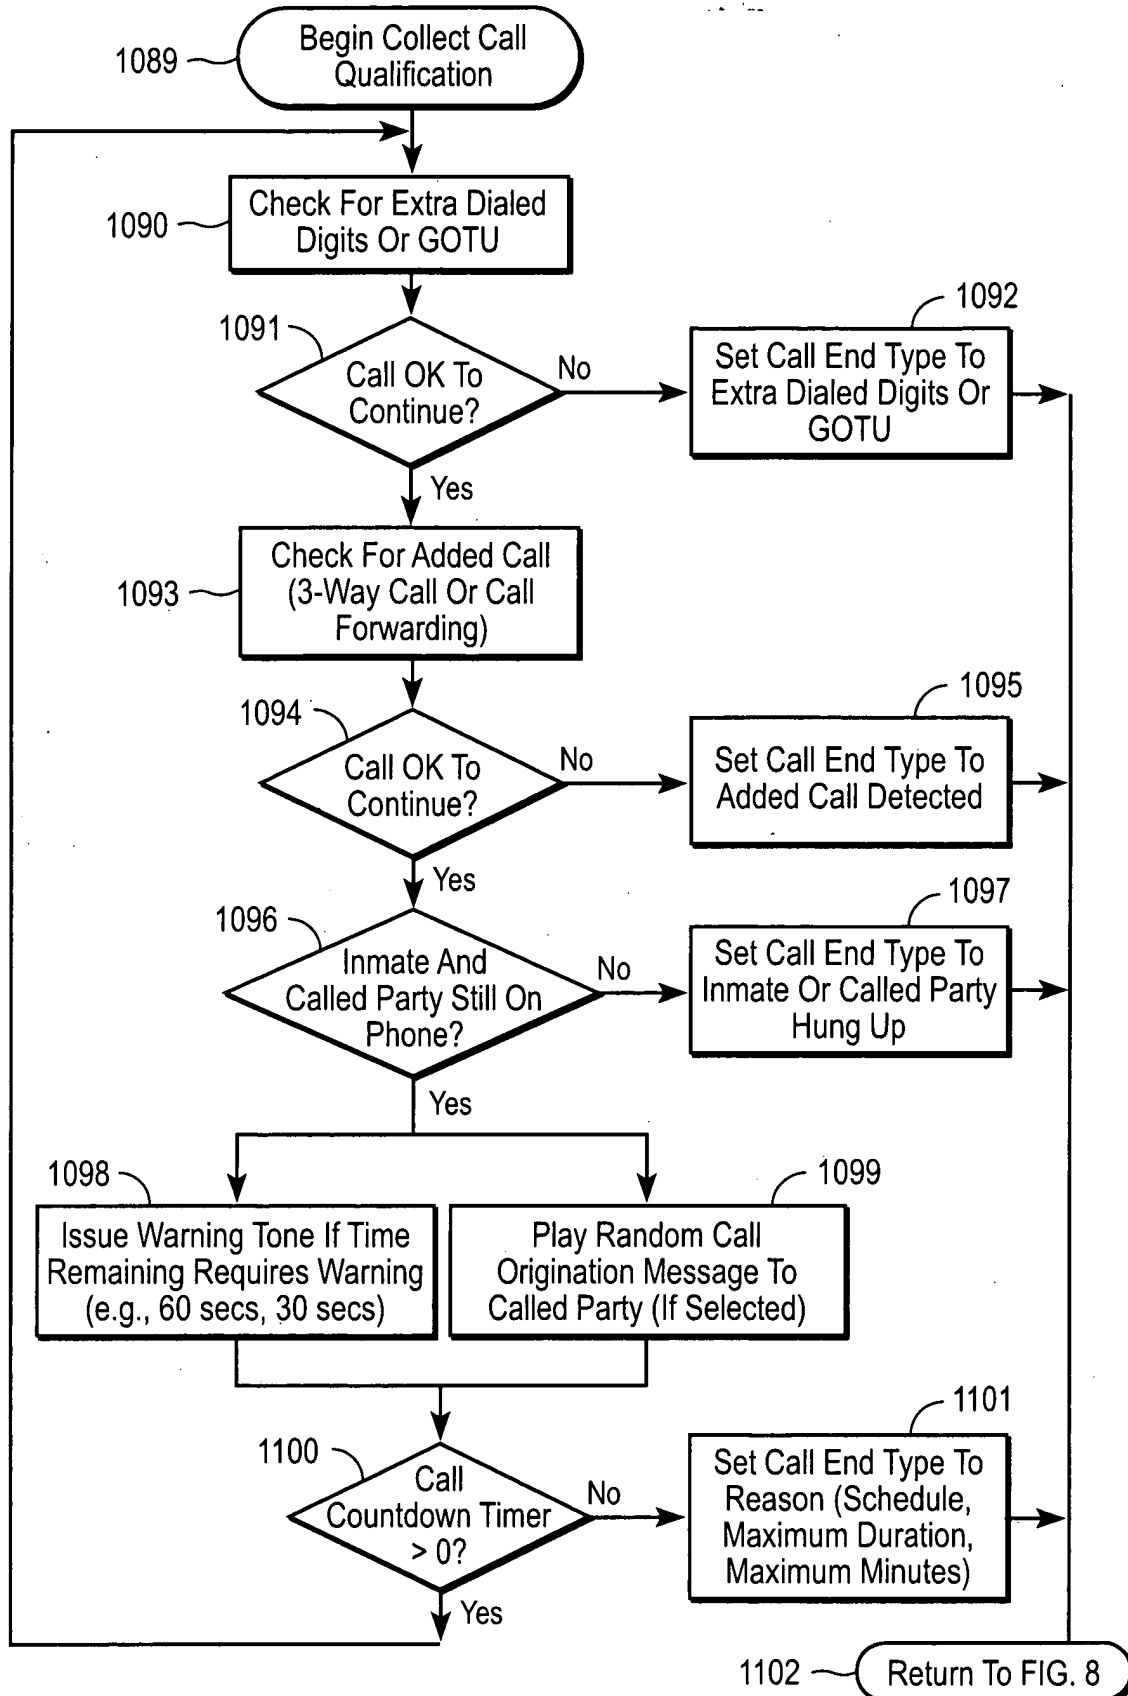 Begin Collect Call
Qualification
1089
Check For Extra Dialed
Digits Or GOTU
1090
1091
Call OK To
Continue?
No
Yes
1092
Set Call End Type To
Extra Dialed Digits Or
GOTU
Check For Added Call
(3-Way Call Or Call
Forwarding)
1093
1094
Call OK To
Continue?
No
Yes
1095
Set Call End Type To
Added Call Detected
1096
Inmate And
Called Party Still On
Phone?
No
Yes
1097
Set Call End Type To
Inmate Or Called Party
Hung Up
1098
Issue Warning Tone If Time
Remaining Requires Warning
(e.g., 60 secs, 30 secs)
1099
Play Random Call
Origination Message To
Called Party (If Selected)
1100
Call
Countdown Timer
> 0?
No
Yes
1101
Set Call End Type To
Reason (Schedule,
Maximum Duration,
Maximum Minutes)
1102
Return To FIG. 8